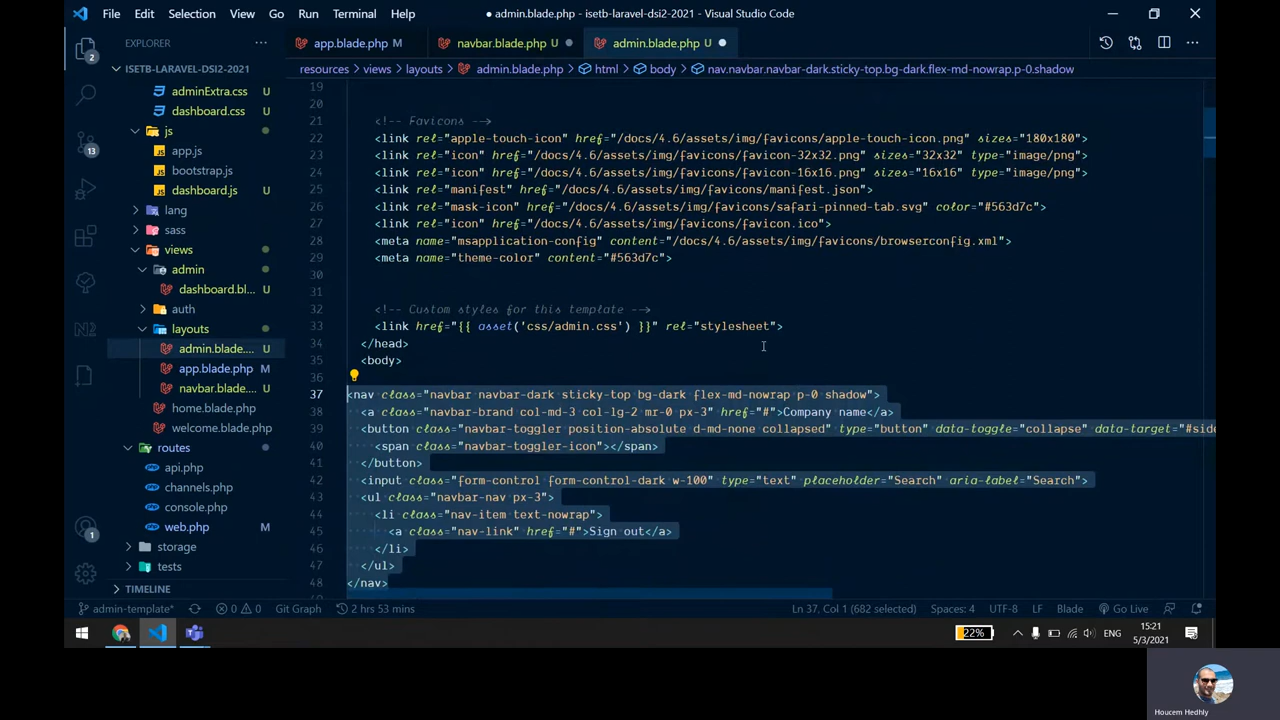 File Edit Selection View Go Run Terminal Help
● admin.blade.php - isetb-laravel-dsi2-2021 - Visual Studio Code
EXPLORER
app.blade.php M
navbar.blade.php U
admin.blade.php U
ISETB-LARAVEL-DSI2-2021
resources > views > layouts > admin.blade.php > html > body > nav.navbar.navbar-dark.sticky-top.bg-dark.flex-md-nowrap.p-0.shadow
adminExtra.css U
dashboard.css U
js
app.js
bootstrap.js
dashboard.js U
lang
sass
views
admin
dashboard.bl... U
auth
layouts
admin.blade.... U
app.blade.php M
navbar.blade.... U
home.blade.php
welcome.blade.php
routes
api.php
channels.php
console.php
web.php M
storage
tests
TIMELINE
2
13
1
19
20
21 <!-- Favicons -->
22 <link rel="apple-touch-icon" href="/docs/4.6/assets/img/favicons/apple-touch-icon.png" sizes="180x180">
23 <link rel="icon" href="/docs/4.6/assets/img/favicons/favicon-32x32.png" sizes="32x32" type="image/png">
24 <link rel="icon" href="/docs/4.6/assets/img/favicons/favicon-16x16.png" sizes="16x16" type="image/png">
25 <link rel="manifest" href="/docs/4.6/assets/img/favicons/manifest.json">
26 <link rel="mask-icon" href="/docs/4.6/assets/img/favicons/safari-pinned-tab.svg" color="#563d7c">
27 <link rel="icon" href="/docs/4.6/assets/img/favicons/favicon.ico">
28 <meta name="msapplication-config" content="/docs/4.6/assets/img/favicons/browserconfig.xml">
29 <meta name="theme-color" content="#563d7c">
30
31
32 <!-- Custom styles for this template -->
33 <link href="{{ asset('css/admin.css') }}" rel="stylesheet">
34 </head>
35 <body>
36
37 <nav class="navbar navbar-dark sticky-top bg-dark flex-md-nowrap p-0 shadow">
38 <a class="navbar-brand col-md-3 col-lg-2 mr-0 px-3" href="#">Company name</a>
39 <button class="navbar-toggler position-absolute d-md-none collapsed" type="button" data-toggle="collapse" data-target="#sid
40 <span class="navbar-toggler-icon"></span>
41 </button>
42 <input class="form-control form-control-dark w-100" type="text" placeholder="Search" aria-label="Search">
43 <ul class="navbar-nav px-3">
44 <li class="nav-item text-nowrap">
45 <a class="nav-link" href="#">Sign out</a>
46 </li>
47 </ul>
48 </nav>
admin-template* 0 0 Git Graph 2 hrs 53 mins Ln 37, Col 1 (682 selected) Spaces: 4 UTF-8 LF Blade Go Live
22% ENG
15:21
5/3/2021
Houcem Hedhly